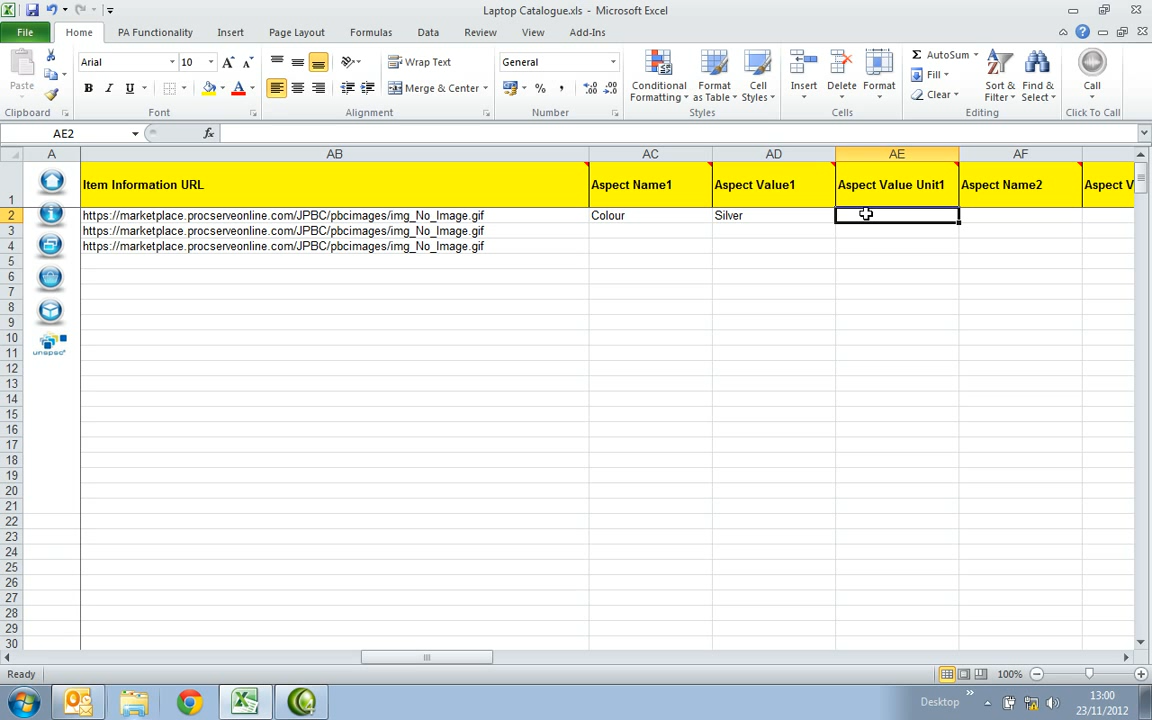 Laptop Catalogue.xls - Microsoft Excel
File Home PA Functionality Insert Page Layout Formulas Data Review View Add-Ins
Paste
Arial 10
B I U A
Wrap Text
Merge & Center
General
% ,
Conditional Formatting
Format as Table
Cell Styles
Insert
Delete
Format
Σ AutoSum
Fill
Clear
Sort & Filter
Find & Select
Call
Clipboard Font Alignment Number Styles Cells Editing Click To Call
AE2 fx
A AB AC AD AE AF
1 Item Information URL Aspect Name1 Aspect Value1 Aspect Value Unit1 Aspect Name2 Aspect V
2 https://marketplace.procserveonline.com/JPBC/pbcimages/img_No_Image.gif Colour Silver
3 https://marketplace.procserveonline.com/JPBC/pbcimages/img_No_Image.gif
4 https://marketplace.procserveonline.com/JPBC/pbcimages/img_No_Image.gif
5
6
7
8
9
10
11 unspsc
12
13
14
15
16
17
18
19
20
21
22
23
24
25
26
27
28
29
30
Ready 100%
Desktop » 13:00
23/11/2012